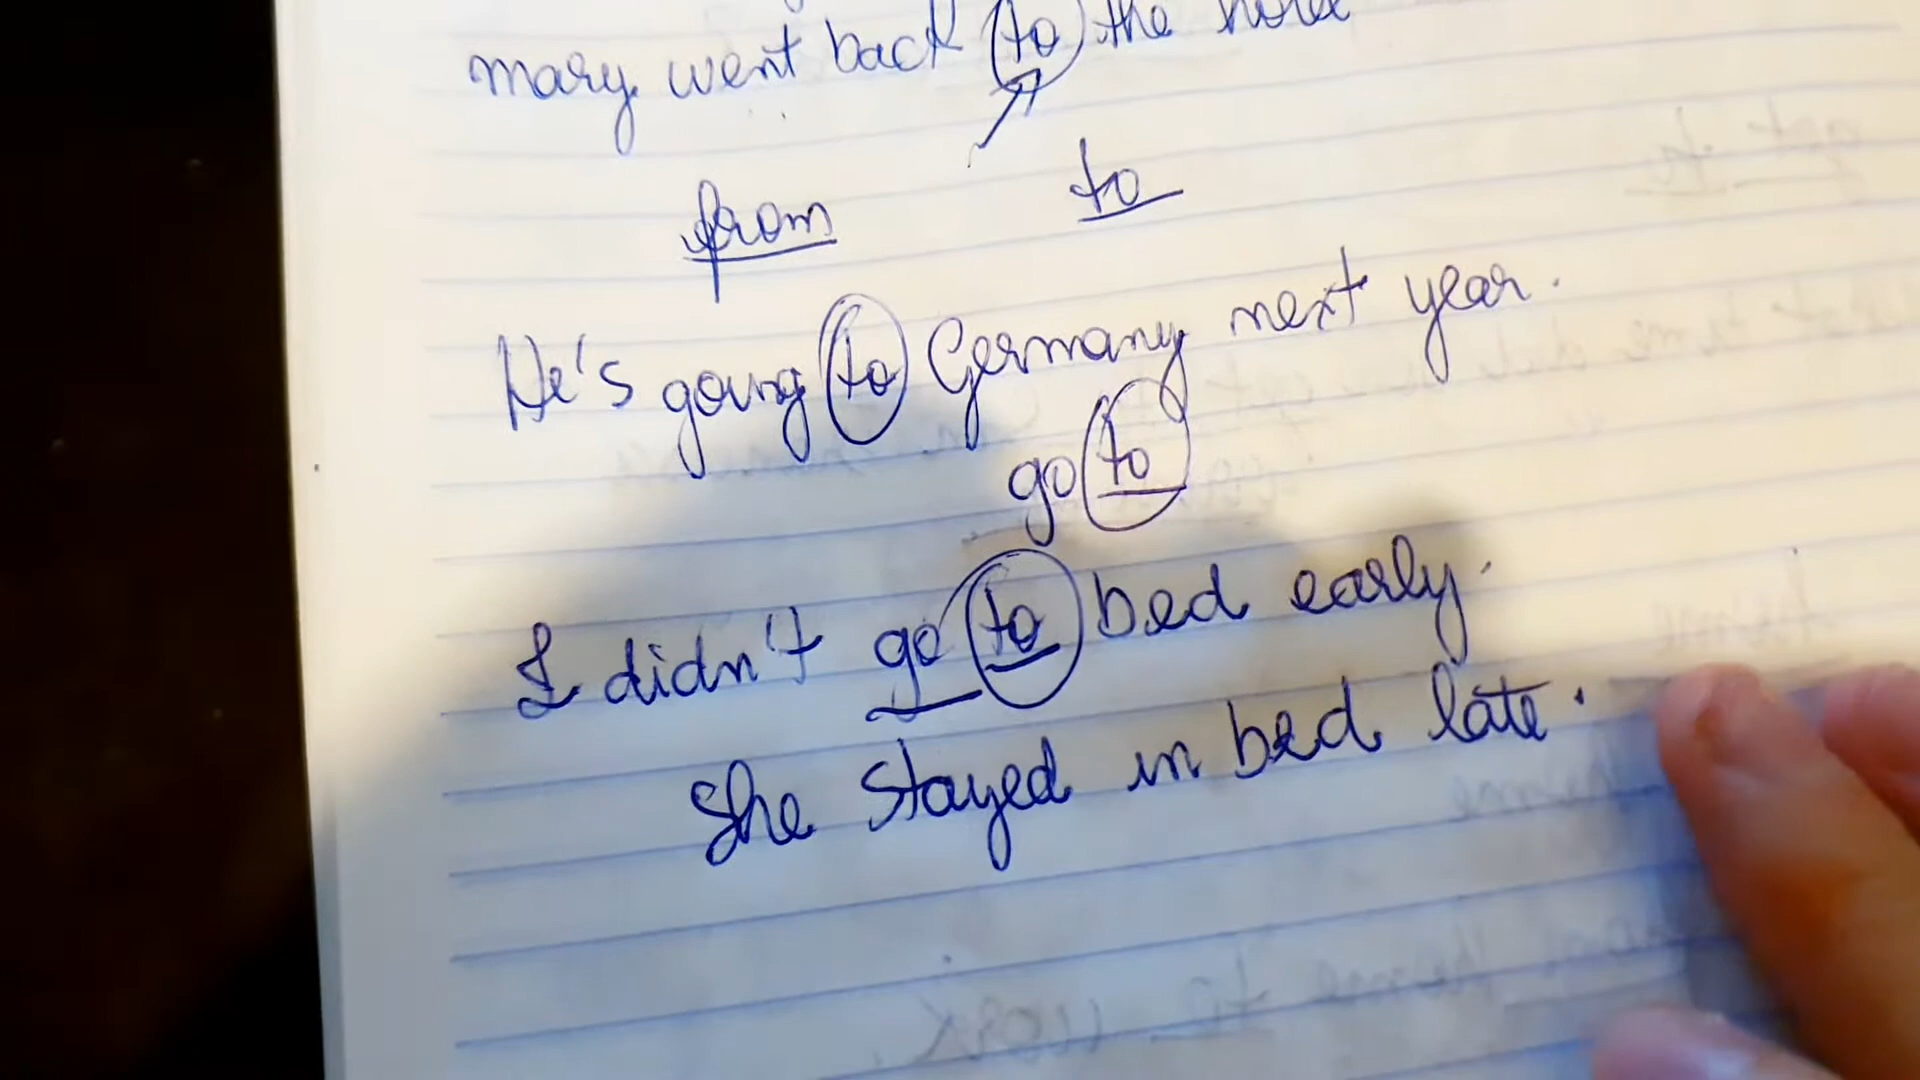 mary went back to the hotel
from to
He's going to Germany next year.
go to
I didn't go to bed early.
She stayed in bed late.